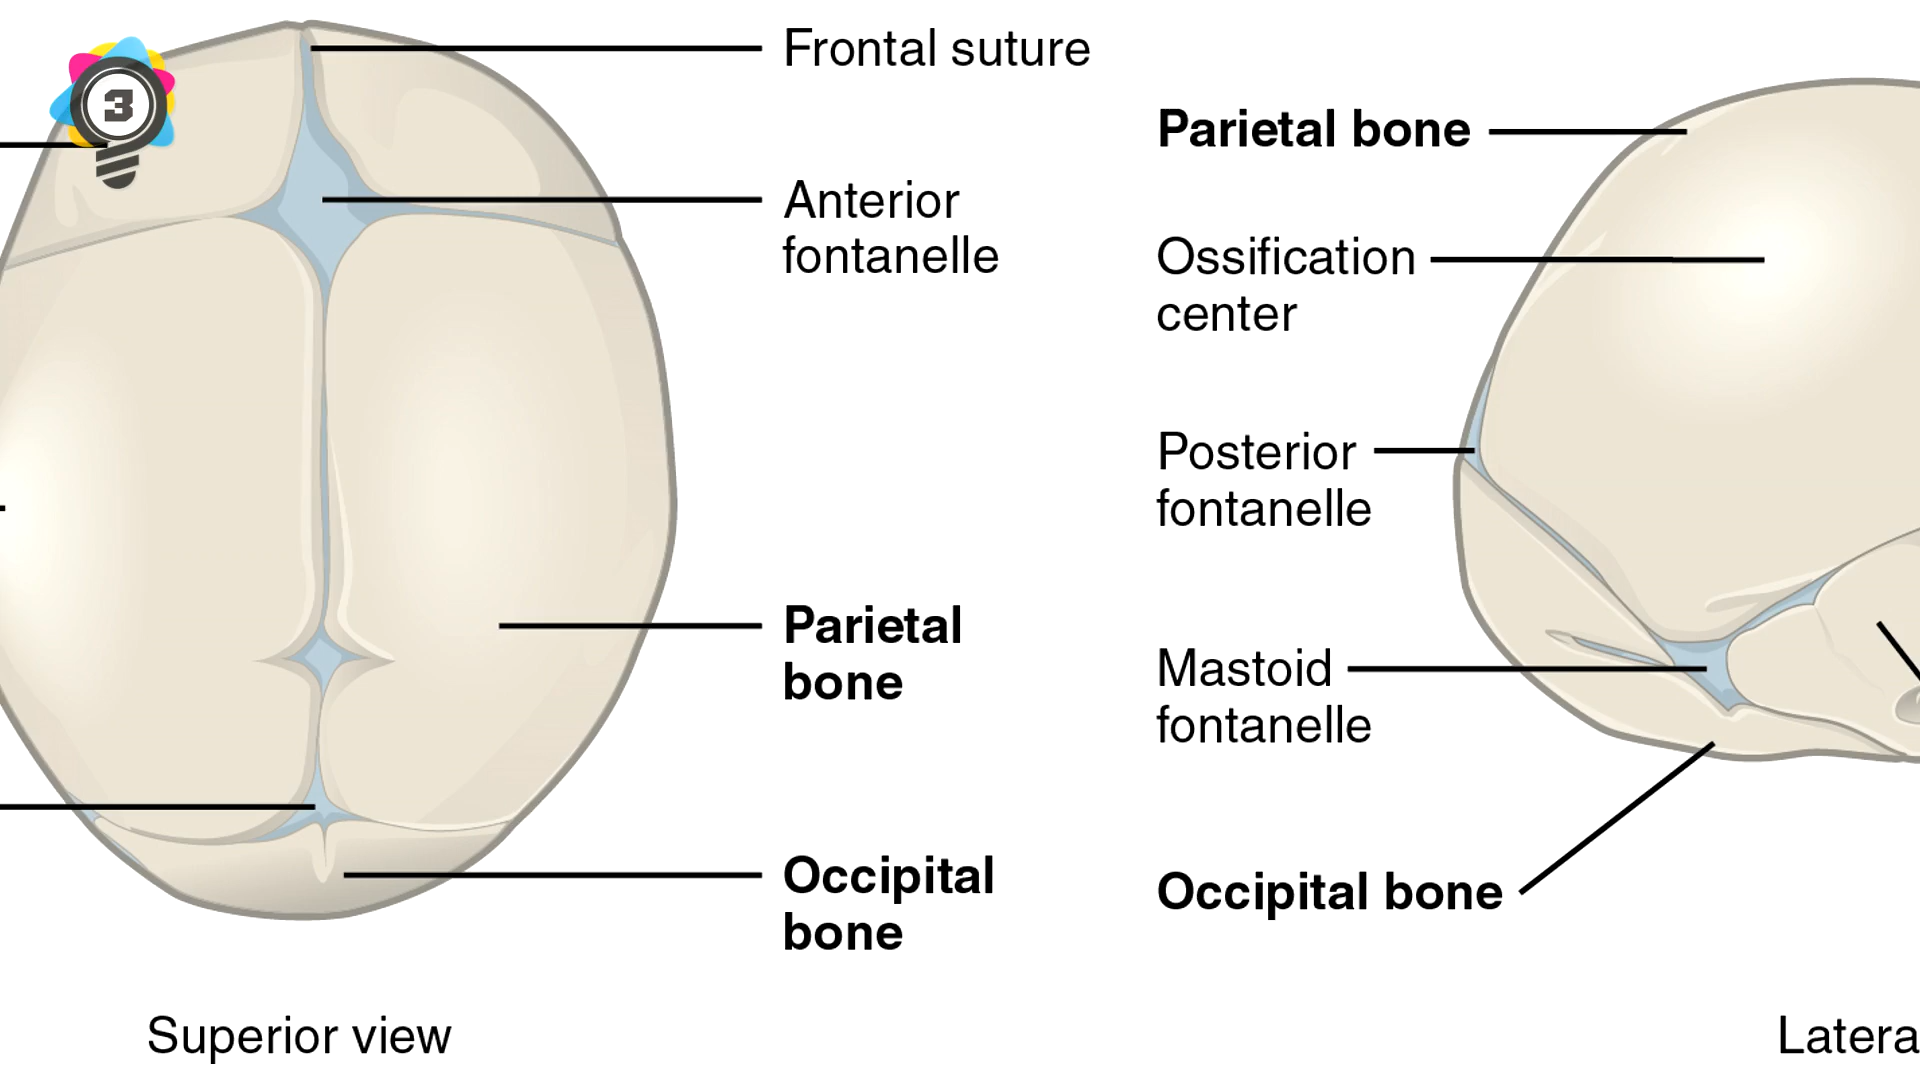 3
Frontal suture
Anterior
fontanelle
Parietal
bone
Occipital
bone
Superior view
Parietal bone
Ossification
center
Posterior
fontanelle
Mastoid
fontanelle
Occipital bone
Latera